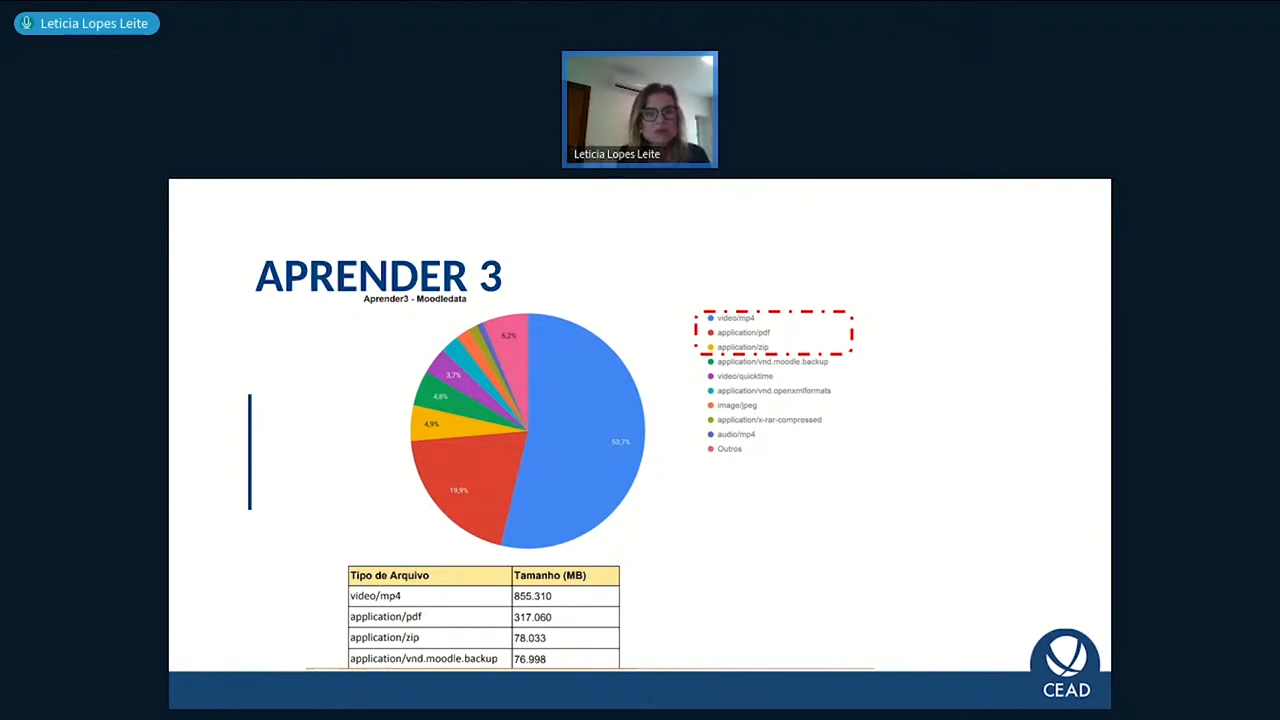 Leticia Lopes Leite
Leticia Lopes Leite
APRENDER 3
Aprender3 - Moodledata
6,2%
3,7%
4,8%
4,9%
53,7%
19,9%
video/mp4
application/pdf
application/zip
application/vnd.moodle.backup
video/quicktime
application/vnd.openxmlformats
image/jpeg
application/x-rar-compressed
audio/mp4
Outros
Tipo de Arquivo Tamanho (MB)
video/mp4 855.310
application/pdf 317.060
application/zip 78.033
application/vnd.moodle.backup 76.998
CEAD